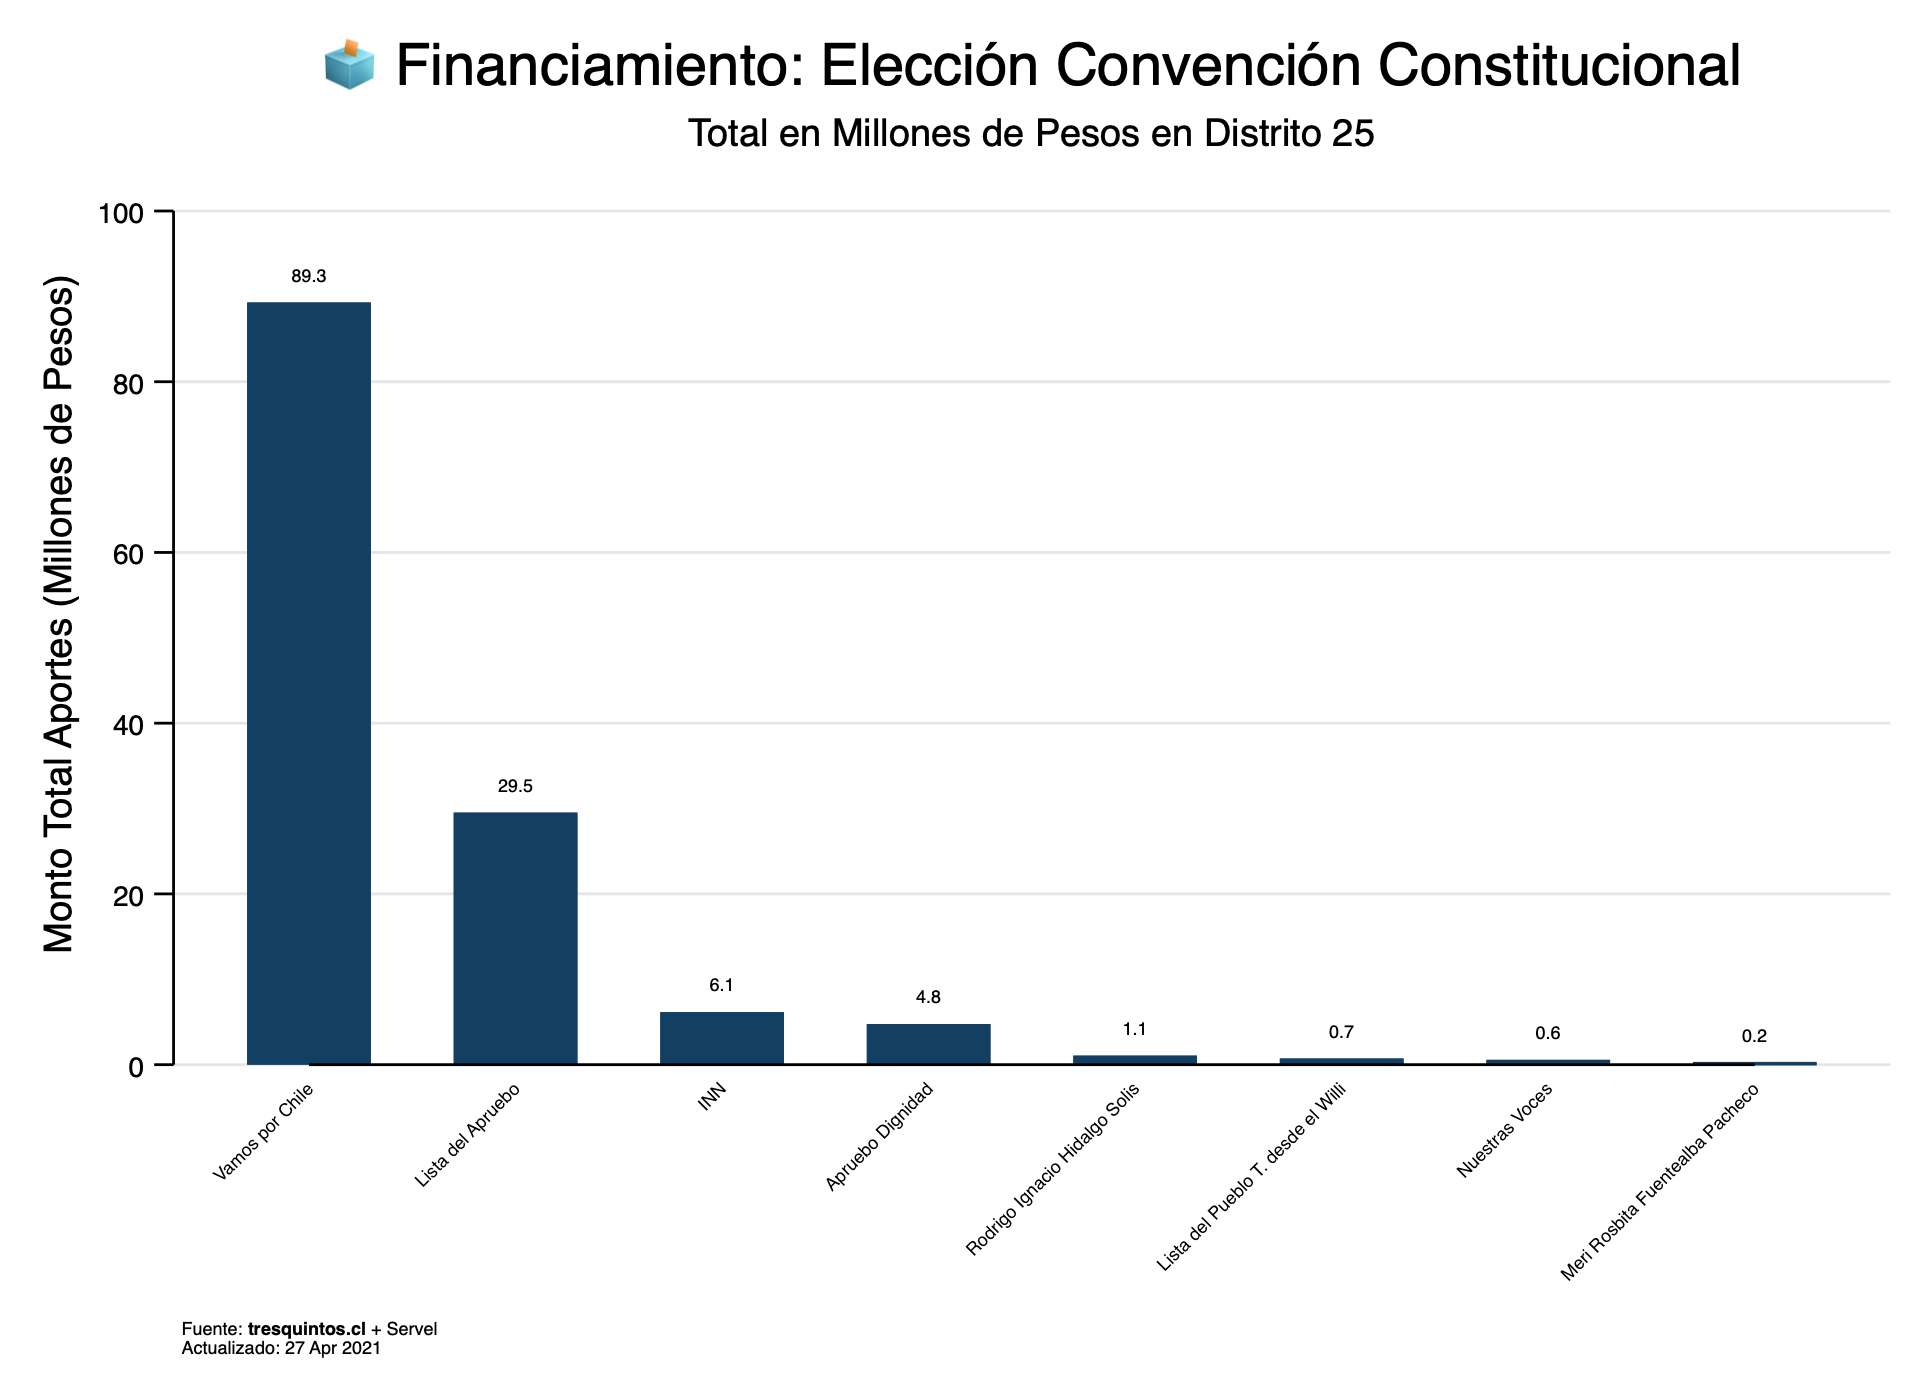 Financiamiento: Elección Convención Constitucional
Total en Millones de Pesos en Distrito 25
Monto Total Aportes (Millones de Pesos)
100
80
60
40
20
0
89.3
29.5
6.1
4.8
1.1
0.7
0.6
0.2
Vamos por Chile
Lista del Apruebo
INN
Apruebo Dignidad
Rodrigo Ignacio Hidalgo Solis
Lista del Pueblo T. desde el Willi
Nuestras Voces
Meri Rosbita Fuentealba Pacheco
Fuente: tresquintos.cl + Servel
Actualizado: 27 Apr 2021